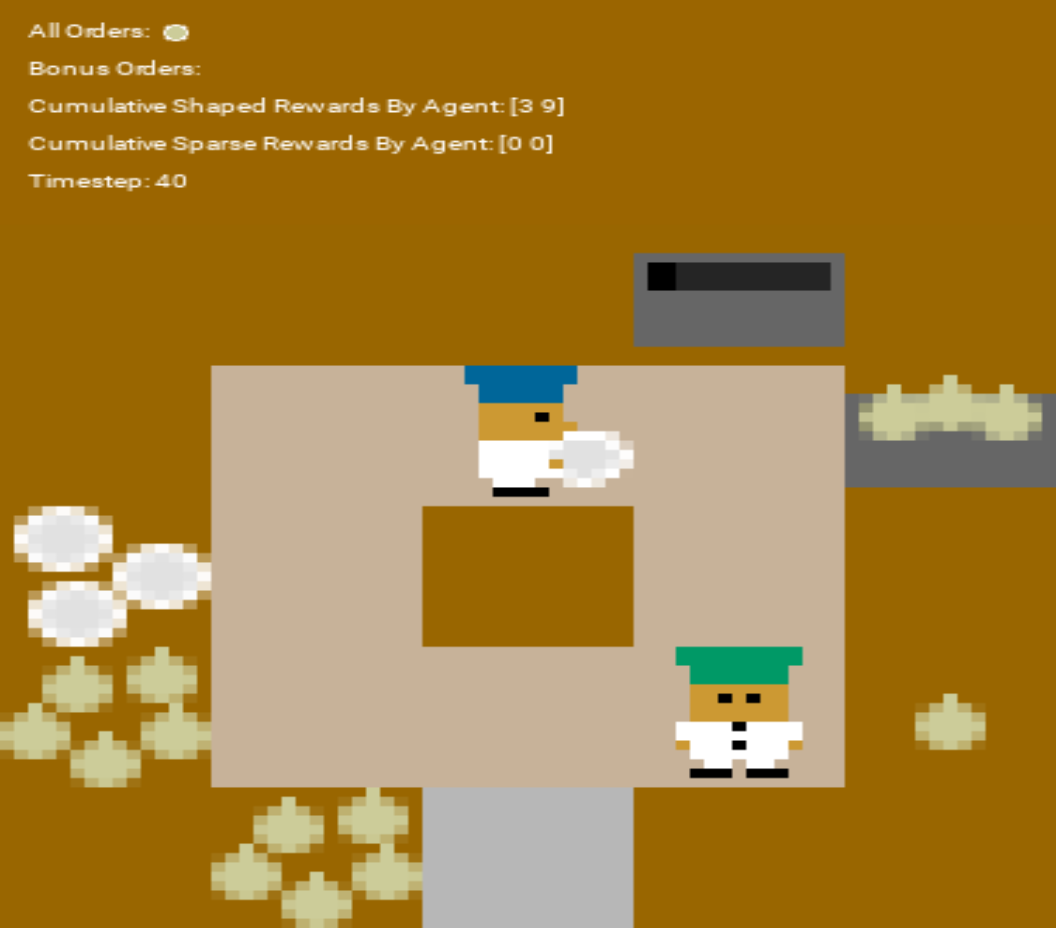 All Orders:
Bonus Orders:
Cumulative Shaped Rewards By Agent: [3 9]
Cumulative Sparse Rewards By Agent: [0 0]
Timestep: 40